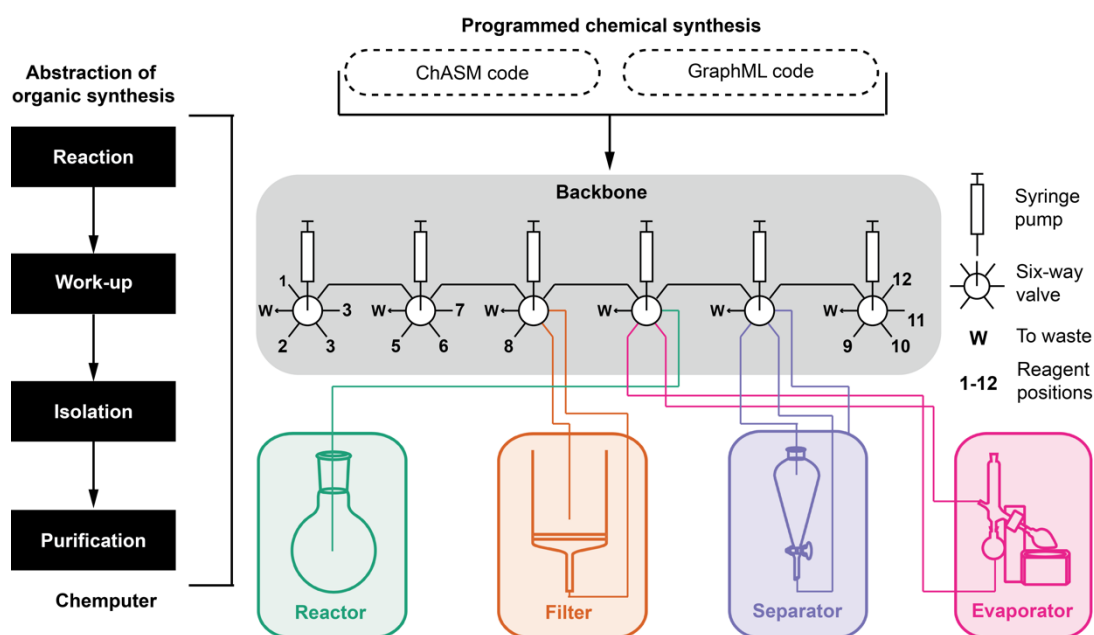 Programmed chemical synthesis
ChASM code
GraphML code
Abstraction of
organic synthesis
Reaction
Work-up
Isolation
Purification
Chemputer
Backbone
1
W
3
2
3
W
7
5
6
W
8
W
W
12
W
11
9
10
Syringe
pump
Six-way
valve
W
To waste
1-12
Reagent
positions
Reactor
Filter
Separator
Evaporator